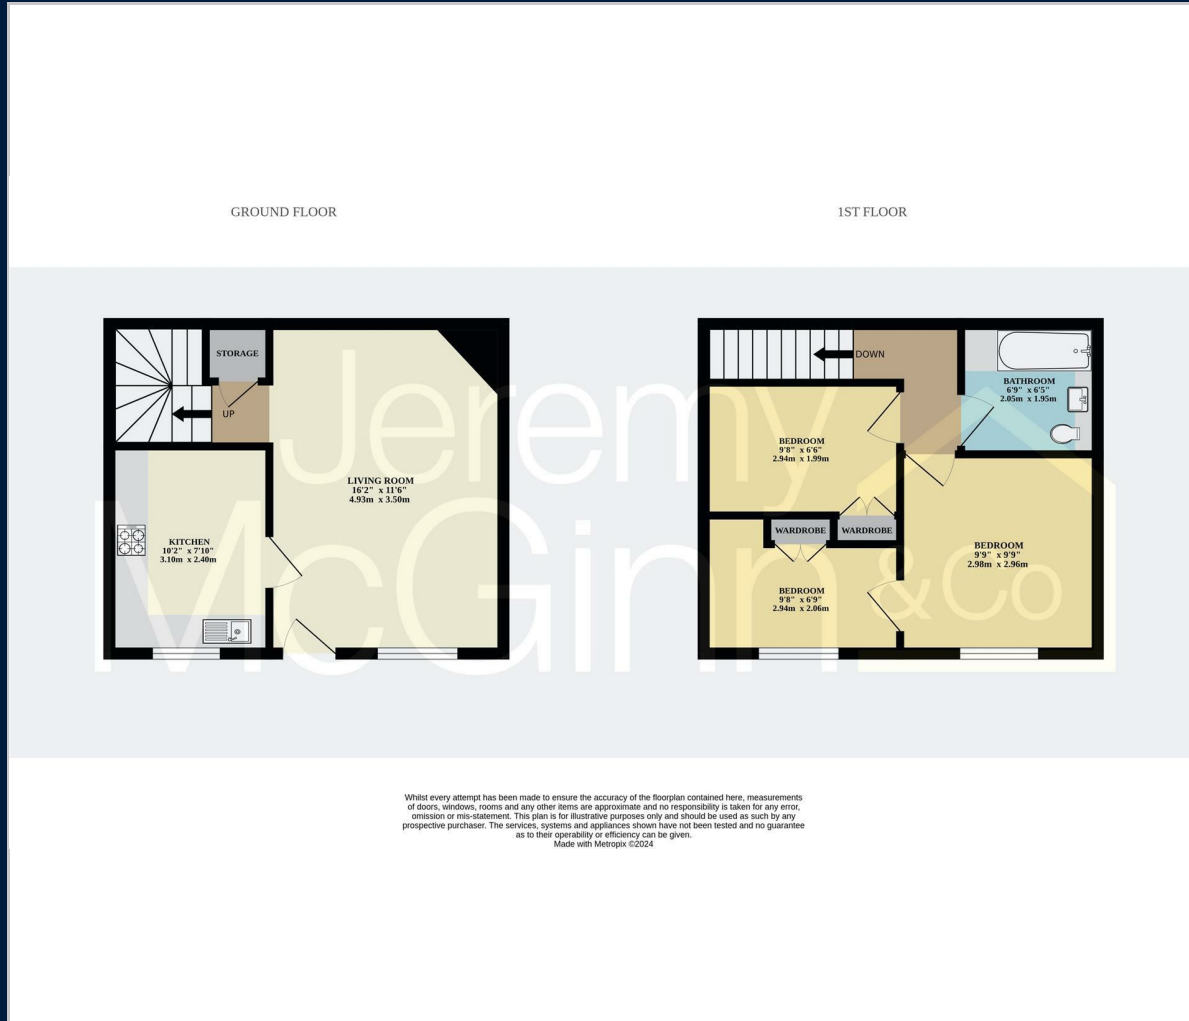 GROUND FLOOR
1ST FLOOR
STORAGE
UP
LIVING ROOM
16'2" x 11'6"
4.93m x 3.50m
KITCHEN
10'2" x 7'10"
3.10m x 2.40m
DOWN
BATHROOM
6'9" x 6'5"
2.05m x 1.95m
BEDROOM
9'8" x 6'6"
2.94m x 1.99m
WARDROBE
WARDROBE
BEDROOM
9'9" x 9'9"
2.98m x 2.96m
BEDROOM
9'8" x 6'9"
2.94m x 2.06m
Jeremy
McGinn
&Co
Whilst every attempt has been made to ensure the accuracy of the floorplan contained here, measurements
of doors, windows, rooms and any other items are approximate and no responsibility is taken for any error,
omission or mis-statement. This plan is for illustrative purposes only and should be used as such by any
prospective purchaser. The services, systems and appliances shown have not been tested and no guarantee
as to their operability or efficiency can be given.
Made with Metropix ©2024